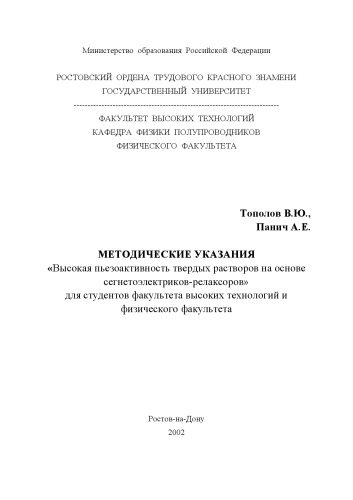 Министерство образования Российской Федерации
РОСТОВСКИЙ ОРДЕНА ТРУДОВОГО КРАСНОГО ЗНАМЕНИ
ГОСУДАРСТВЕННЫЙ УНИВЕРСИТЕТ
---------------------------------------------------------------------------
ФАКУЛЬТЕТ ВЫСОКИХ ТЕХНОЛОГИЙ
КАФЕДРА ФИЗИКИ ПОЛУПРОВОДНИКОВ
ФИЗИЧЕСКОГО ФАКУЛЬТЕТА
Тополов В.Ю.,
Панич А.Е.
МЕТОДИЧЕСКИЕ УКАЗАНИЯ
«Высокая пьезоактивность твердых растворов на основе
сегнетоэлектриков-релаксоров»
для студентов факультета высоких технологий и
физического факультета
Ростов-на-Дону
2002